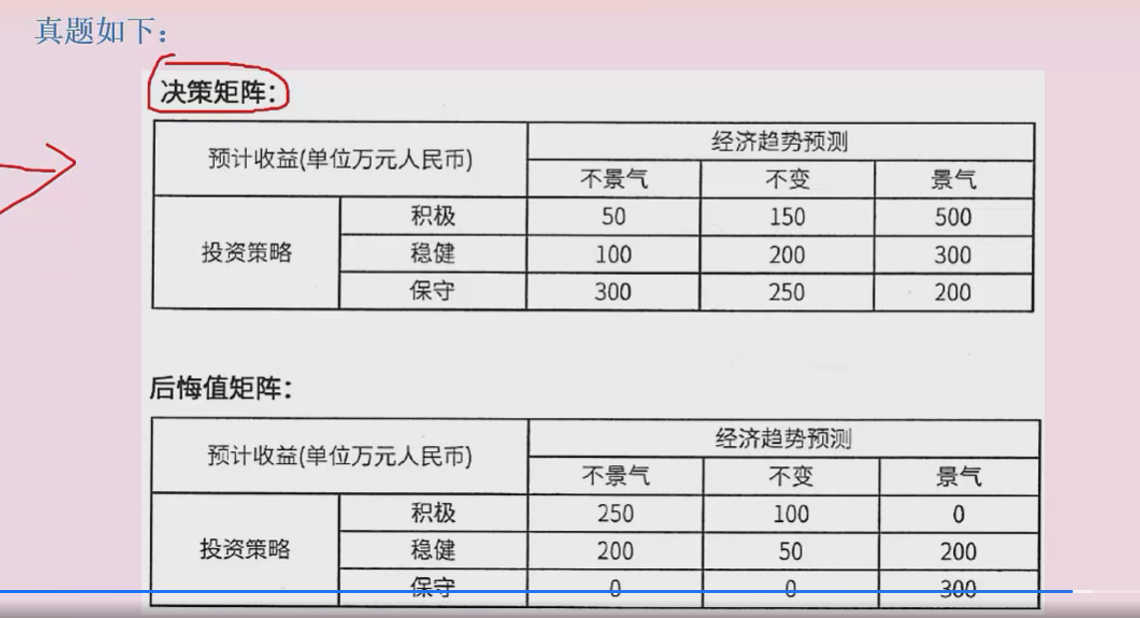 真题如下：
决策矩阵：
预计收益(单位万元人民币) 经济趋势预测
不景气 不变 景气
投资策略 积极 50 150 500
稳健 100 200 300
保守 300 250 200
后悔值矩阵：
预计收益(单位万元人民币) 经济趋势预测
不景气 不变 景气
投资策略 积极 250 100 0
稳健 200 50 200
保守 0 0 300